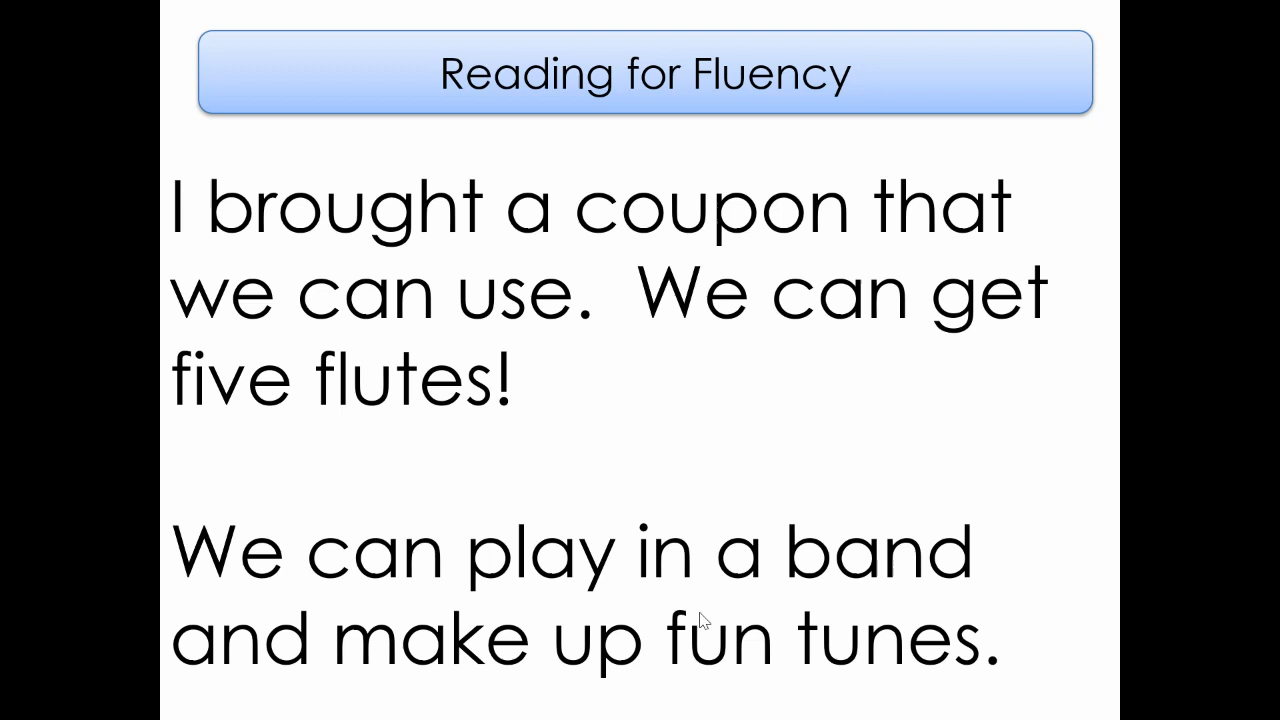 Reading for Fluency
I brought a coupon that
we can use.  We can get
five flutes!
We can play in a band
and make up fun tunes.